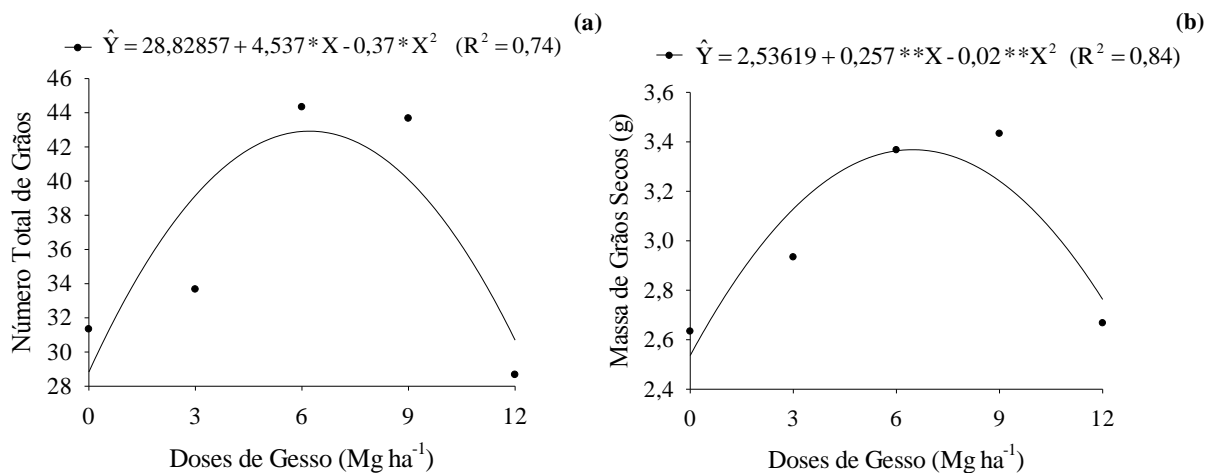 (a)
Ŷ = 28,82857 + 4,537 * X - 0,37 * X² (R² = 0,74)
Número Total de Grãos
46
44
42
40
38
36
34
32
30
28
0 3 6 9 12
Doses de Gesso (Mg ha⁻¹)
(b)
Ŷ = 2,53619 + 0,257 ** X - 0,02 ** X² (R² = 0,84)
Massa de Grãos Secos (g)
3,6
3,4
3,2
3,0
2,8
2,6
2,4
0 3 6 9 12
Doses de Gesso (Mg ha⁻¹)